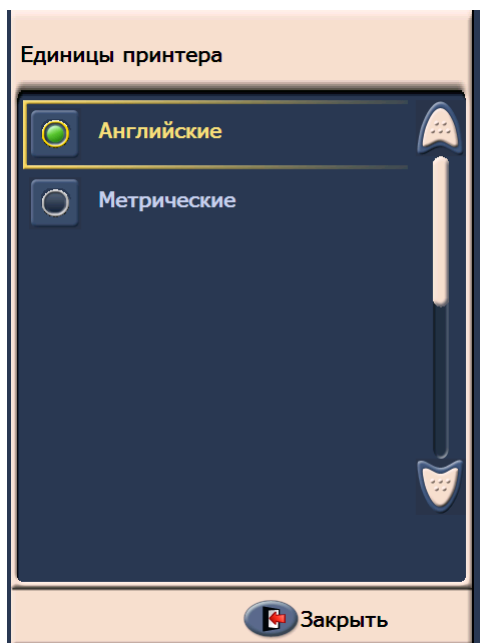 Единицы принтера
Английские
Метрические
Закрыть